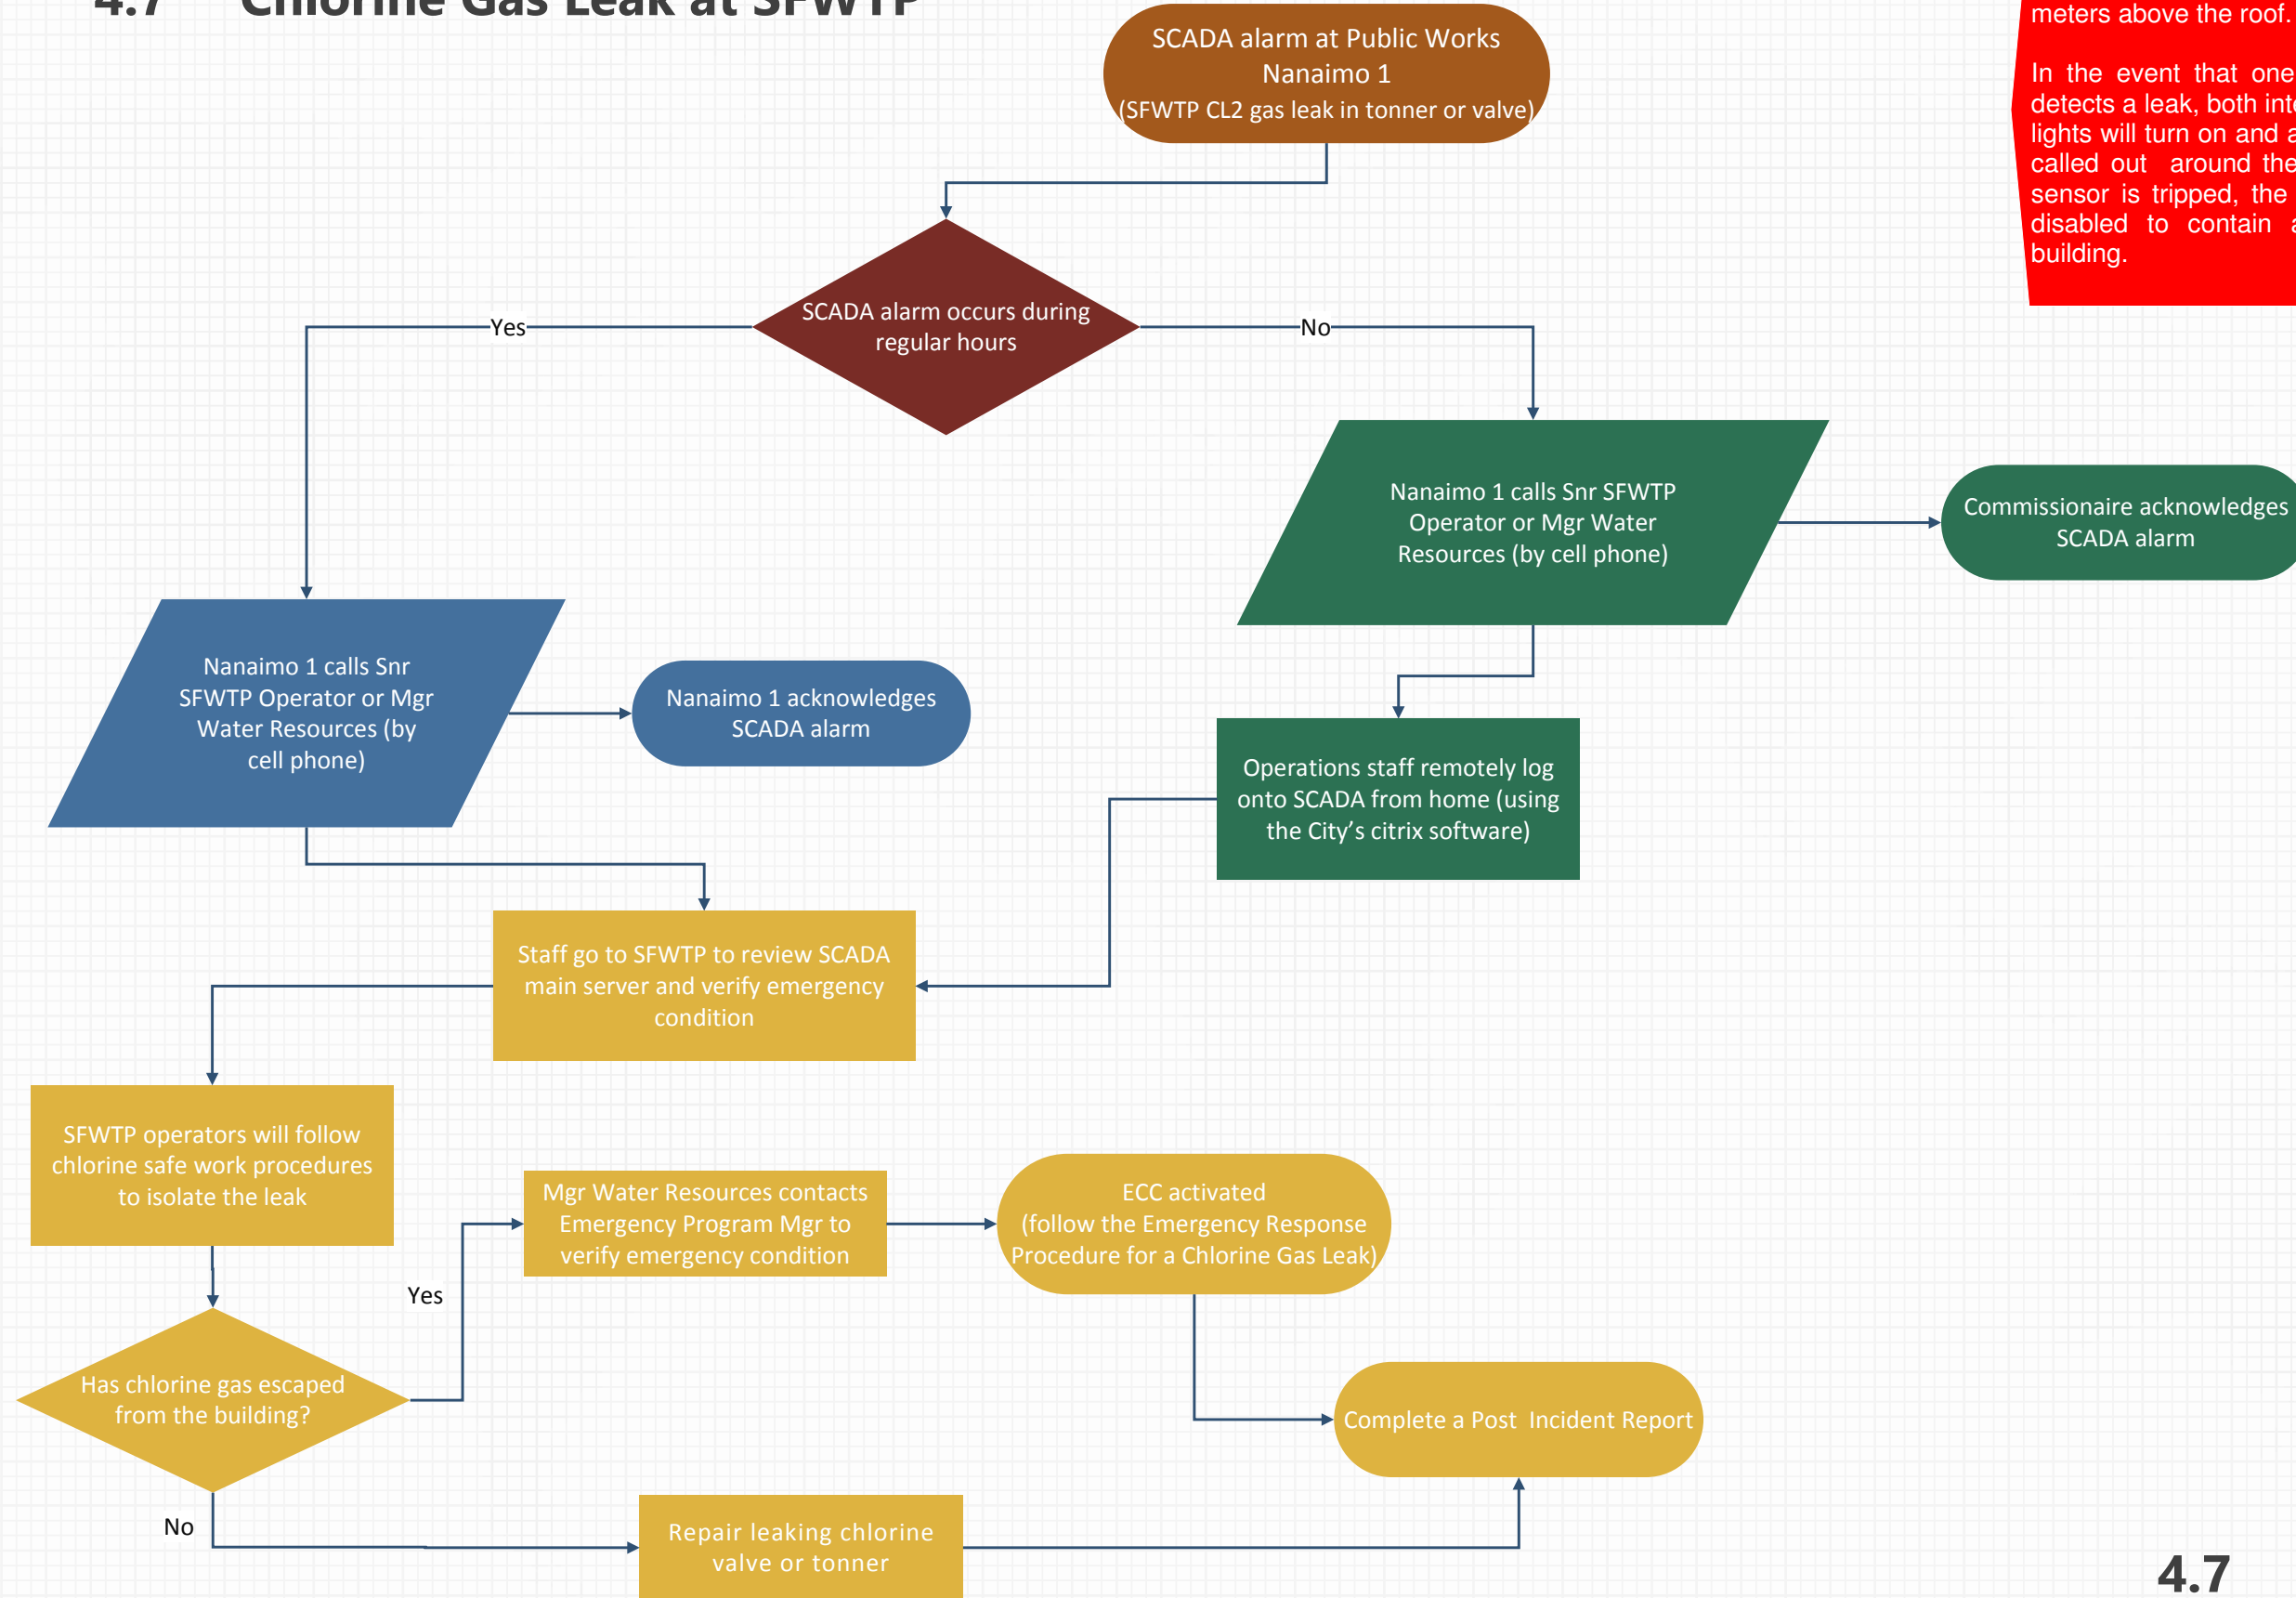 4.7 Chlorine Gas Leak at SFWTP
SCADA alarm at Public Works
Nanaimo 1
(SFWTP CL2 gas leak in tonner or valve)
meters above the roof.
In the event that one
detects a leak, both
lights will turn on and
called out around the
sensor is tripped, the
disabled to contain
building.
SCADA alarm occurs during
regular hours
Yes
No
Nanaimo 1 calls Snr SFWTP
Operator or Mgr Water
Resources (by cell phone)
Commissionaire acknowledges
SCADA alarm
Nanaimo 1 calls Snr
SFWTP Operator or Mgr
Water Resources (by
cell phone)
Nanaimo 1 acknowledges
SCADA alarm
Operations staff remotely log
onto SCADA from home (using
the City’s citrix software)
Staff go to SFWTP to review SCADA
main server and verify emergency
condition
SFWTP operators will follow
chlorine safe work procedures
to isolate the leak
Mgr Water Resources contacts
Emergency Program Mgr to
verify emergency condition
ECC activated
(follow the Emergency Response
Procedure for a Chlorine Gas Leak)
Yes
Has chlorine gas escaped
from the building?
Complete a Post Incident Report
No
Repair leaking chlorine
valve or tonner
4.7